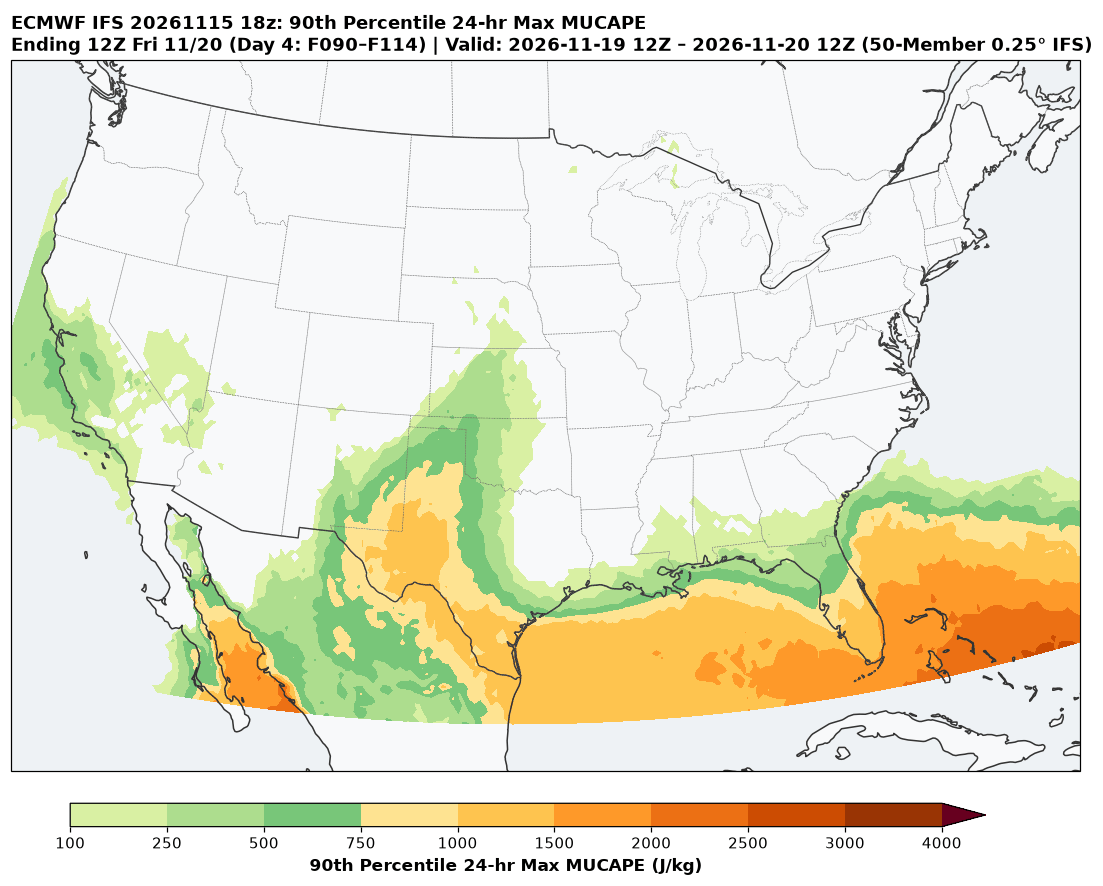 ECMWF IFS 20261115 18z: 90th Percentile 24-hr Max MUCAPE
Ending 12Z Fri 11/20 (Day 4: F090–F114) | Valid: 2026-11-19 12Z – 2026-11-20 12Z (50-Member 0.25° IFS)
100 250 500 750 1000 1500 2000 2500 3000 4000
90th Percentile 24-hr Max MUCAPE (J/kg)